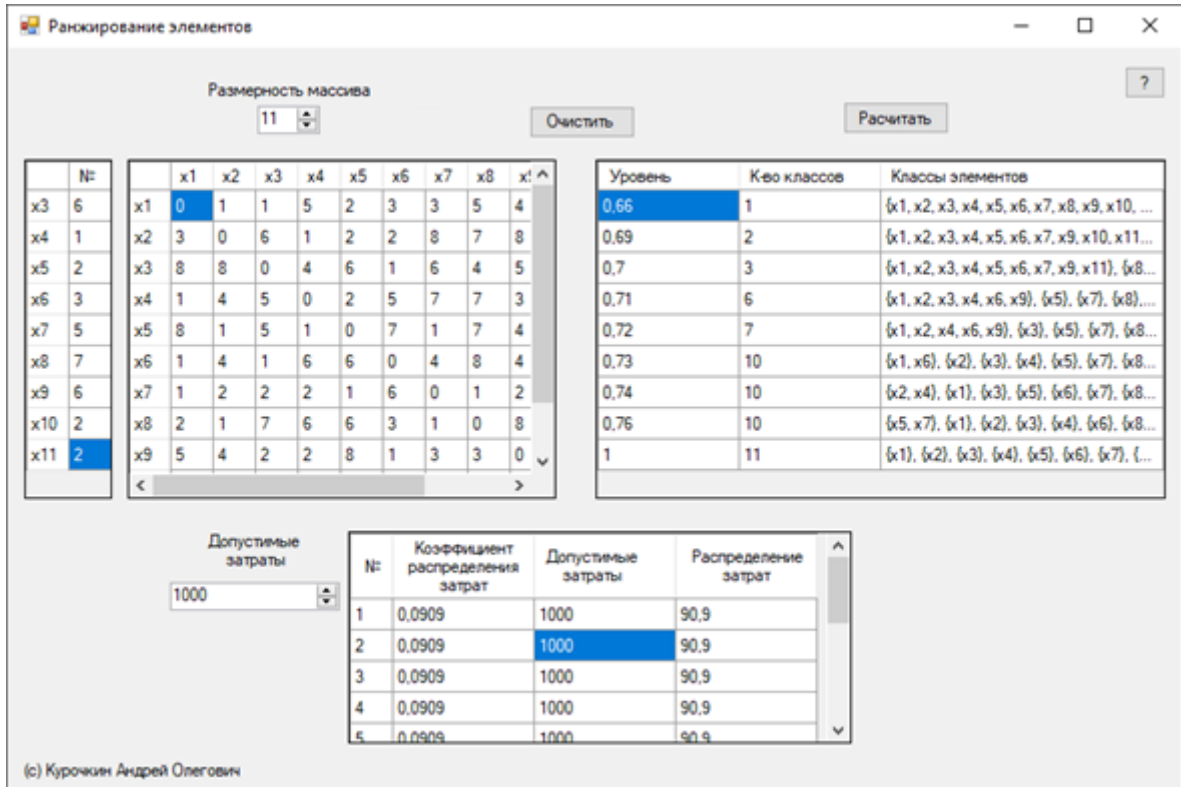 Ранжирование элементов
?
Размерность массива
11
Очистить
Расчитать
№
x3 6
x4 1
x5 2
x6 3
x7 5
x8 7
x9 6
x10 2
x11 2
x1 x2 x3 x4 x5 x6 x7 x8
x1 0 1 1 5 2 3 3 5 4
x2 3 0 6 1 2 2 8 7 8
x3 8 8 0 4 6 1 6 4 5
x4 1 4 5 0 2 5 7 7 3
x5 8 1 5 1 0 7 1 7 4
x6 1 4 1 6 6 0 4 8 4
x7 1 2 2 2 1 6 0 1 2
x8 2 1 7 6 6 3 1 0 8
x9 5 4 2 2 8 1 3 3 0
Уровень К-во классов Классы элементов
0,66 1 {x1, x2, x3, x4, x5, x6, x7, x8, x9, x10, ...
0,69 2 {x1, x2, x3, x4, x5, x6, x7, x9, x10, x11...
0,7 3 {x1, x2, x3, x4, x5, x6, x7, x9, x11}, {x8...
0,71 6 {x1, x2, x3, x4, x6, x9}, {x5}, {x7}, {x8},...
0,72 7 {x1, x2, x4, x6, x9}, {x3}, {x5}, {x7}, {x8...
0,73 10 {x1, x6}, {x2}, {x3}, {x4}, {x5}, {x7}, {x8...
0,74 10 {x2, x4}, {x1}, {x3}, {x5}, {x6}, {x7}, {x8...
0,76 10 {x5, x7}, {x1}, {x2}, {x3}, {x4}, {x6}, {x8...
1 11 {x1}, {x2}, {x3}, {x4}, {x5}, {x6}, {x7}, {...
Допустимые
затраты
1000
№ Коэффициент распределения затрат Допустимые затраты Распределение затрат
1 0,0909 1000 90,9
2 0,0909 1000 90,9
3 0,0909 1000 90,9
4 0,0909 1000 90,9
5 0,0909 1000 90,9
(c) Курочкин Андрей Олегович